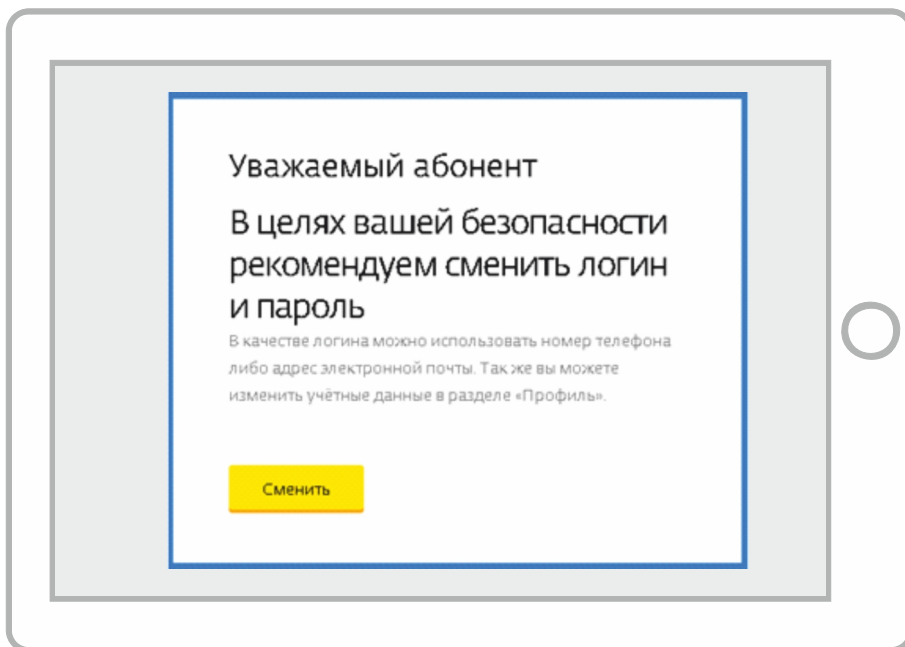 Уважаемый абонент
В целях вашей безопасности
рекомендуем сменить логин
и пароль
В качестве логина можно использовать номер телефона
либо адрес электронной почты. Так же вы можете
изменить учётные данные в разделе «Профиль».
Сменить